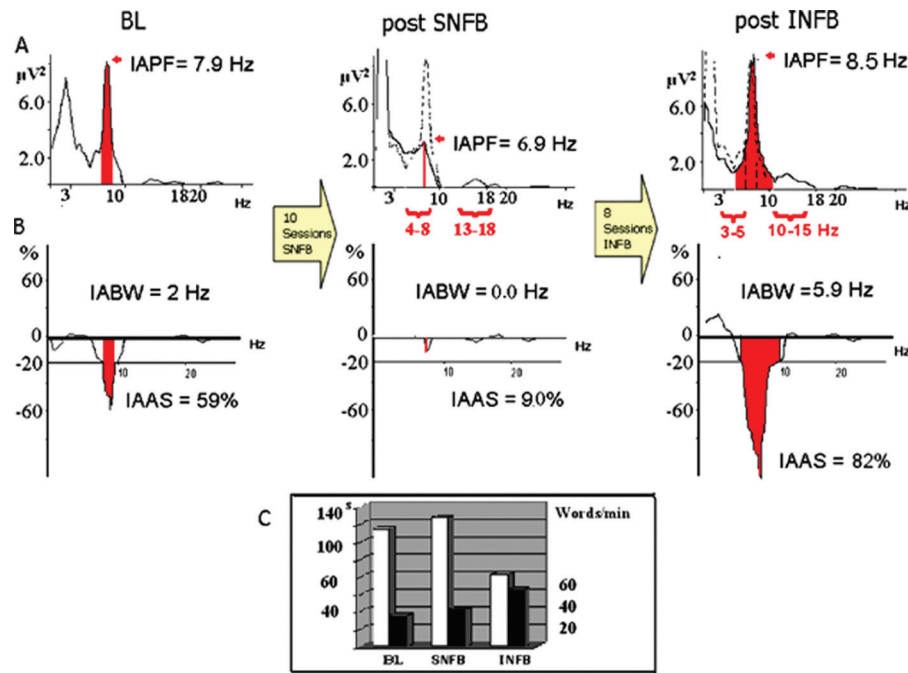 BL
post SNFB
post INFB
A
µV²
6.0
2.0
IAPF= 7.9 Hz
3
10
18 20
Hz
µV²
6.0
2.0
IAPF= 6.9 Hz
3
10
18 20
Hz
4-8
13-18
µV²
6.0
2.0
IAPF= 8.5 Hz
3
10
18 20
Hz
3-5
10-15 Hz
10
Sessions
SNFB
8
Sessions
INFB
B
%
60
0
-20
-60
IABW = 2 Hz
Hz
10
20
IAAS = 59%
%
60
0
-20
-60
IABW = 0.0 Hz
Hz
10
20
IAAS = 9.0%
%
60
0
-20
-60
IABW = 5.9 Hz
Hz
10
20
IAAS = 82%
C
140 s
100
60
40
Words/min
60
40
20
BL
SNFB
INFB